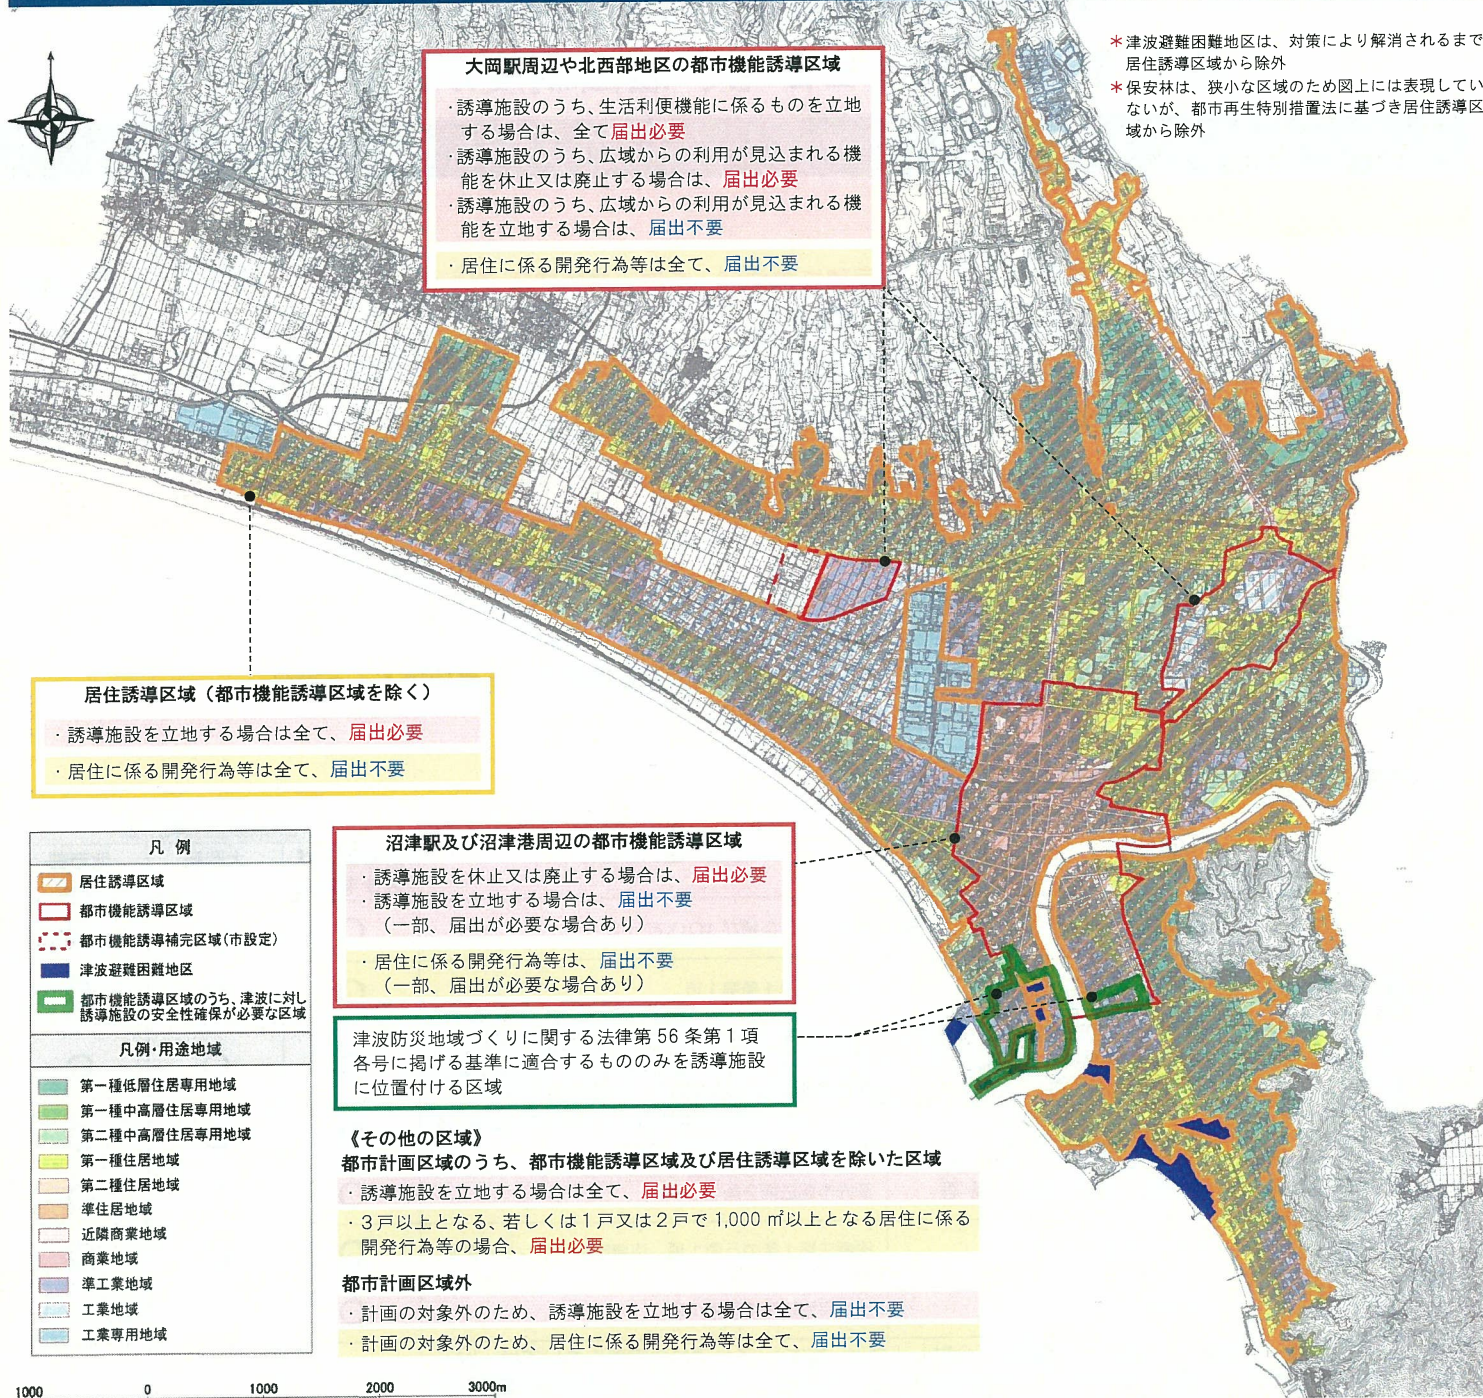 ＊津波避難困難地区は、対策により解消されるまで
居住誘導区域から除外
＊保安林は、狭小な区域のため図上には表現してい
ないが、都市再生特別措置法に基づき居住誘導区
域から除外
大岡駅周辺や北西部地区の都市機能誘導区域
・誘導施設のうち、生活利便機能に係るものを立地
する場合は、全て届出必要
・誘導施設のうち、広域からの利用が見込まれる機
能を休止又は廃止する場合は、届出必要
・誘導施設のうち、広域からの利用が見込まれる機
能を立地する場合は、届出不要
・居住に係る開発行為等は全て、届出不要
居住誘導区域（都市機能誘導区域を除く）
・誘導施設を立地する場合は全て、届出必要
・居住に係る開発行為等は全て、届出不要
凡 例
居住誘導区域
都市機能誘導区域
都市機能誘導補完区域（市設定）
津波避難困難地区
都市機能誘導区域のうち、津波に対し
誘導施設の安全性確保が必要な区域
凡例・用途地域
第一種低層住居専用地域
第一種中高層住居専用地域
第二種中高層住居専用地域
第一種住居地域
第二種住居地域
準住居地域
近隣商業地域
商業地域
準工業地域
工業地域
工業専用地域
沼津駅及び沼津港周辺の都市機能誘導区域
・誘導施設を休止又は廃止する場合は、届出必要
・誘導施設を立地する場合は、届出不要
（一部、届出が必要な場合あり）
・居住に係る開発行為等は、届出不要
（一部、届出が必要な場合あり）
津波防災地域づくりに関する法律第 56 条第１項
各号に掲げる基準に適合するもののみを誘導施設
に位置付ける区域
《その他の区域》
都市計画区域のうち、都市機能誘導区域及び居住誘導区域を除いた区域
・誘導施設を立地する場合は全て、届出必要
・３戸以上となる、若しくは１戸又は２戸で 1,000 ㎡以上となる居住に係る
開発行為等の場合、届出必要
都市計画区域外
・計画の対象外のため、誘導施設を立地する場合は全て、届出不要
・計画の対象外のため、居住に係る開発行為等は全て、届出不要
1000 0 1000 2000 3000m